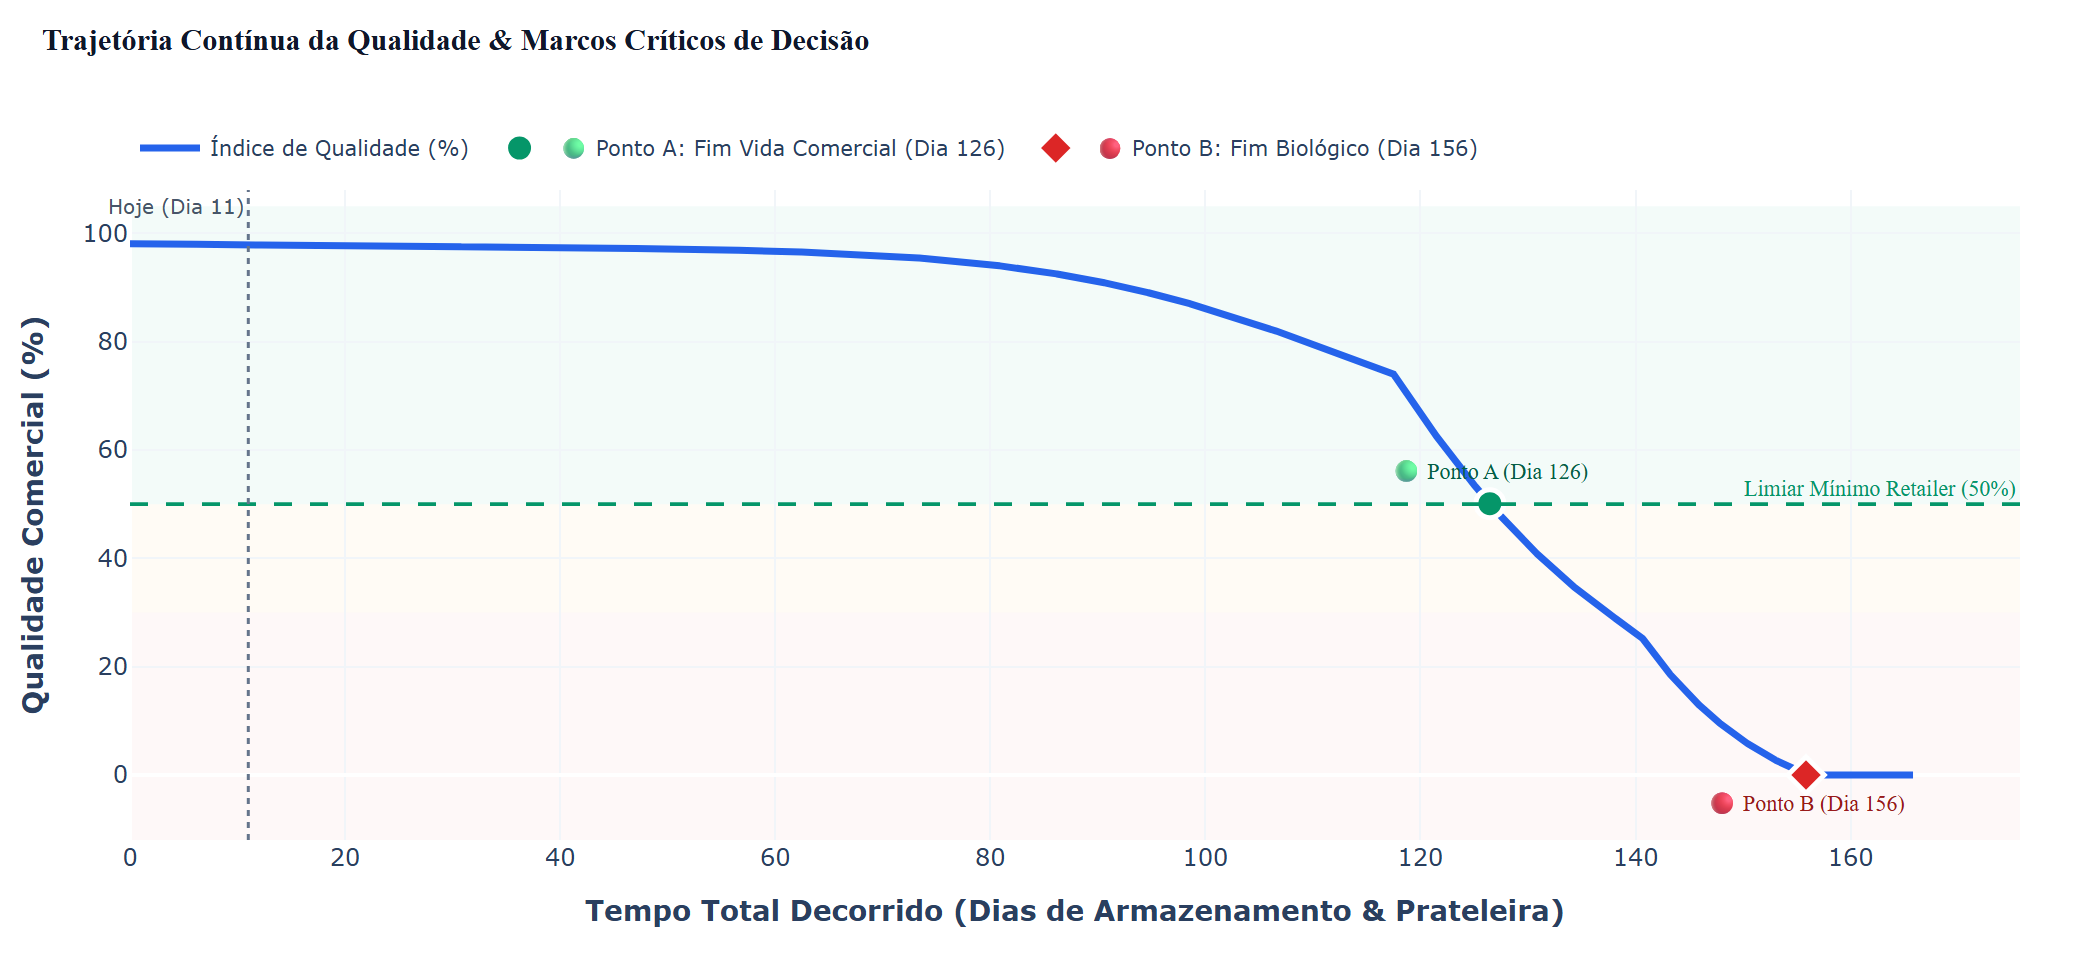 Trajetória Contínua da Qualidade & Marcos Críticos de Decisão
Índice de Qualidade (%)
Ponto A: Fim Vida Comercial (Dia 126)
Ponto B: Fim Biológico (Dia 156)
Hoje (Dia 11)
100
80
60
40
20
0
Qualidade Comercial (%)
Ponto A (Dia 126)
Limiar Mínimo Retailer (50%)
Ponto B (Dia 156)
0
20
40
60
80
100
120
140
160
Tempo Total Decorrido (Dias de Armazenamento & Prateleira)